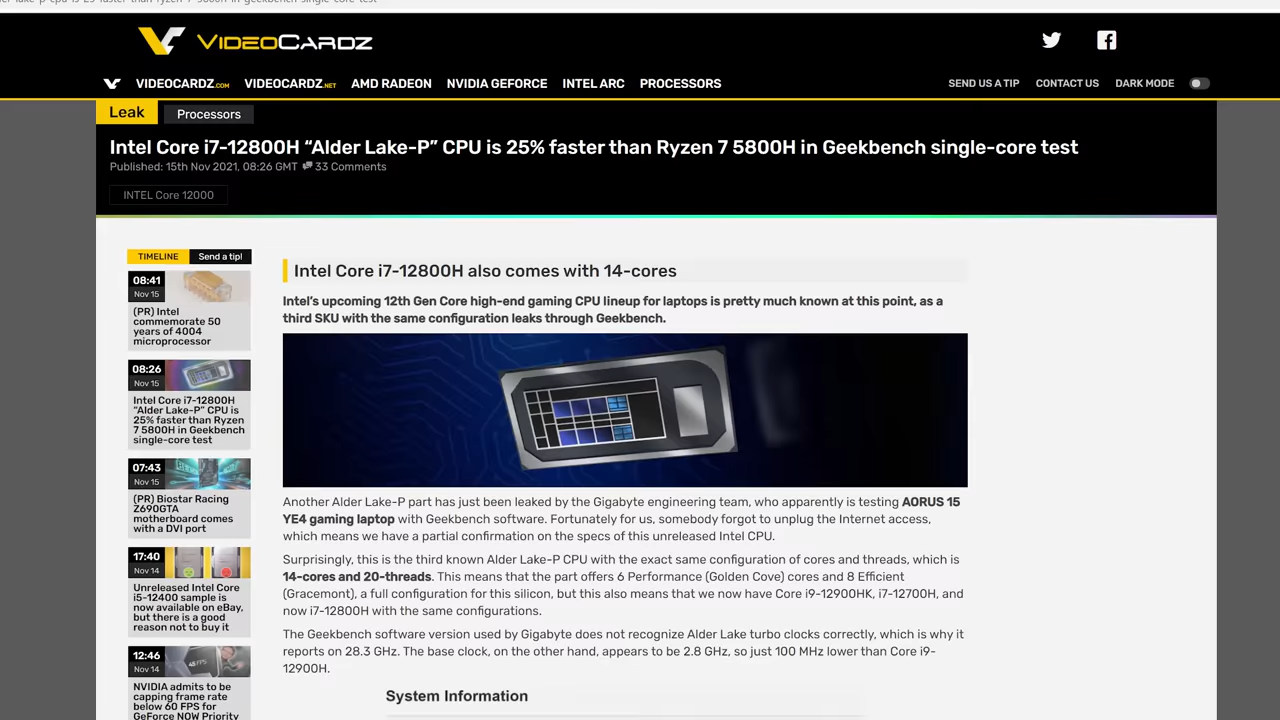 VIDEOCARDZ
VIDEOCARDZ.COM VIDEOCARDZ.NET AMD RADEON NVIDIA GEFORCE INTEL ARC PROCESSORS SEND US A TIP CONTACT US DARK MODE
Leak Processors
Intel Core i7-12800H “Alder Lake-P” CPU is 25% faster than Ryzen 7 5800H in Geekbench single-core test
Published: 15th Nov 2021, 08:26 GMT 33 Comments
INTEL Core 12000
TIMELINE Send a tip!
08:41
Nov 15
(PR) Intel
commemorate 50
years of 4004
microprocessor
08:26
Nov 15
Intel Core i7-12800H
“Alder Lake-P” CPU is
25% faster than Ryzen
7 5800H in Geekbench
single-core test
07:43
Nov 15
(PR) Biostar Racing
Z690GTA
motherboard comes
with a DVI port
17:40
Nov 14
Unreleased Intel Core
i5-12400 sample is
now available on eBay,
but there is a good
reason not to buy it
12:46
Nov 14
NVIDIA admits to be
capping frame rate
below 60 FPS for
GeForce NOW Priority
Intel Core i7-12800H also comes with 14-cores
Intel’s upcoming 12th Gen Core high-end gaming CPU lineup for laptops is pretty much known at this point, as a
third SKU with the same configuration leaks through Geekbench.
Another Alder Lake-P part has just been leaked by the Gigabyte engineering team, who apparently is testing AORUS 15
YE4 gaming laptop with Geekbench software. Fortunately for us, somebody forgot to unplug the Internet access,
which means we have a partial confirmation on the specs of this unreleased Intel CPU.
Surprisingly, this is the third known Alder Lake-P CPU with the exact same configuration of cores and threads, which is
14-cores and 20-threads. This means that the part offers 6 Performance (Golden Cove) cores and 8 Efficient
(Gracemont), a full configuration for this silicon, but this also means that we now have Core i9-12900HK, i7-12700H, and
now i7-12800H with the same configurations.
The Geekbench software version used by Gigabyte does not recognize Alder Lake turbo clocks correctly, which is why it
reports on 28.3 GHz. The base clock, on the other hand, appears to be 2.8 GHz, so just 100 MHz lower than Core i9-
12900H.
System Information